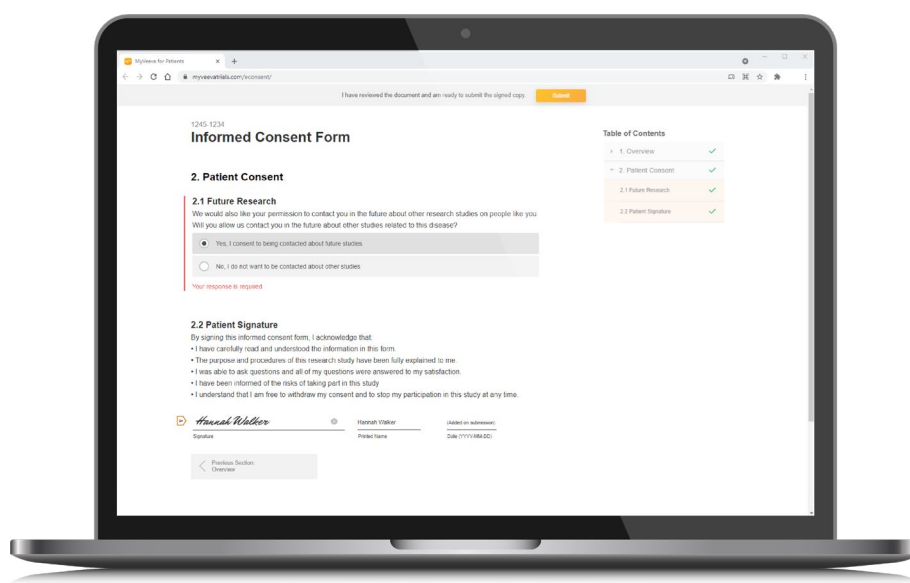 MyVeeva for Patients
myveevatrials.com/econsent/
I have reviewed the document and am ready to submit the signed copy. Submit
1245-1234
Informed Consent Form
2. Patient Consent
2.1 Future Research
We would also like your permission to contact you in the future about other research studies on people like you
Will you allow us contact you in the future about other studies related to this disease?
Yes, I consent to being contacted about future studies
No, I do not want to be contacted about other studies
Your response is required
2.2 Patient Signature
By signing this informed consent form, I acknowledge that:
• I have carefully read and understood the information in this form.
• The purpose and procedures of this research study have been fully explained to me.
• I was able to ask questions and all of my questions were answered to my satisfaction.
• I have been informed of the risks of taking part in this study
• I understand that I am free to withdraw my consent and to stop my participation in this study at any time.
Hannah Walker Hannah Walker (Added on submission)
Signature Printed Name Date (YYYY-MM-DD)
Previous Section:
Overview
Table of Contents
1. Overview
2. Patient Consent
2.1 Future Research
2.2 Patient Signature